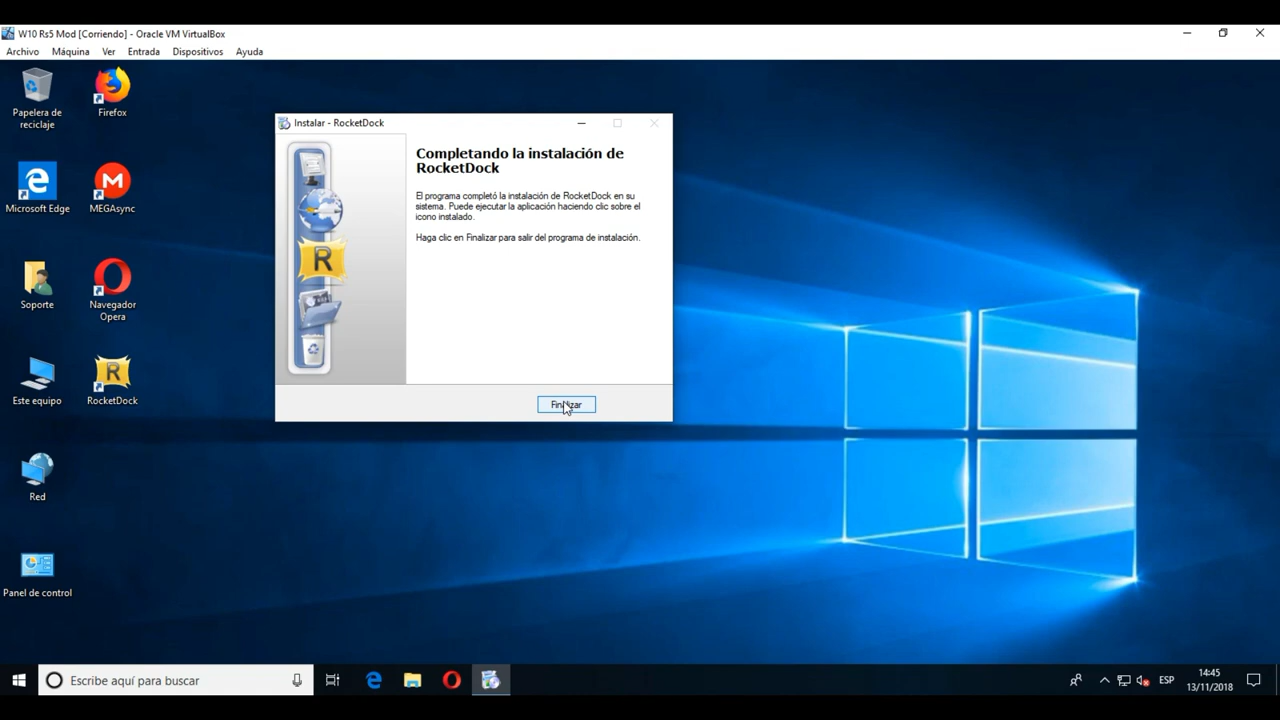 W10 Rs5 Mod [Corriendo] - Oracle VM VirtualBox
Archivo Máquina Ver Entrada Dispositivos Ayuda
Papelera de
reciclaje
Firefox
Microsoft Edge
MEGAsync
Soporte
Navegador
Opera
Este equipo
RocketDock
Red
Panel de control
Instalar - RocketDock
Completando la instalación de
RocketDock
El programa completó la instalación de RocketDock en su
sistema. Puede ejecutar la aplicación haciendo clic sobre el
icono instalado.
Haga clic en Finalizar para salir del programa de instalación.
R
Finalizar
Escribe aquí para buscar
ESP
14:45
13/11/2018